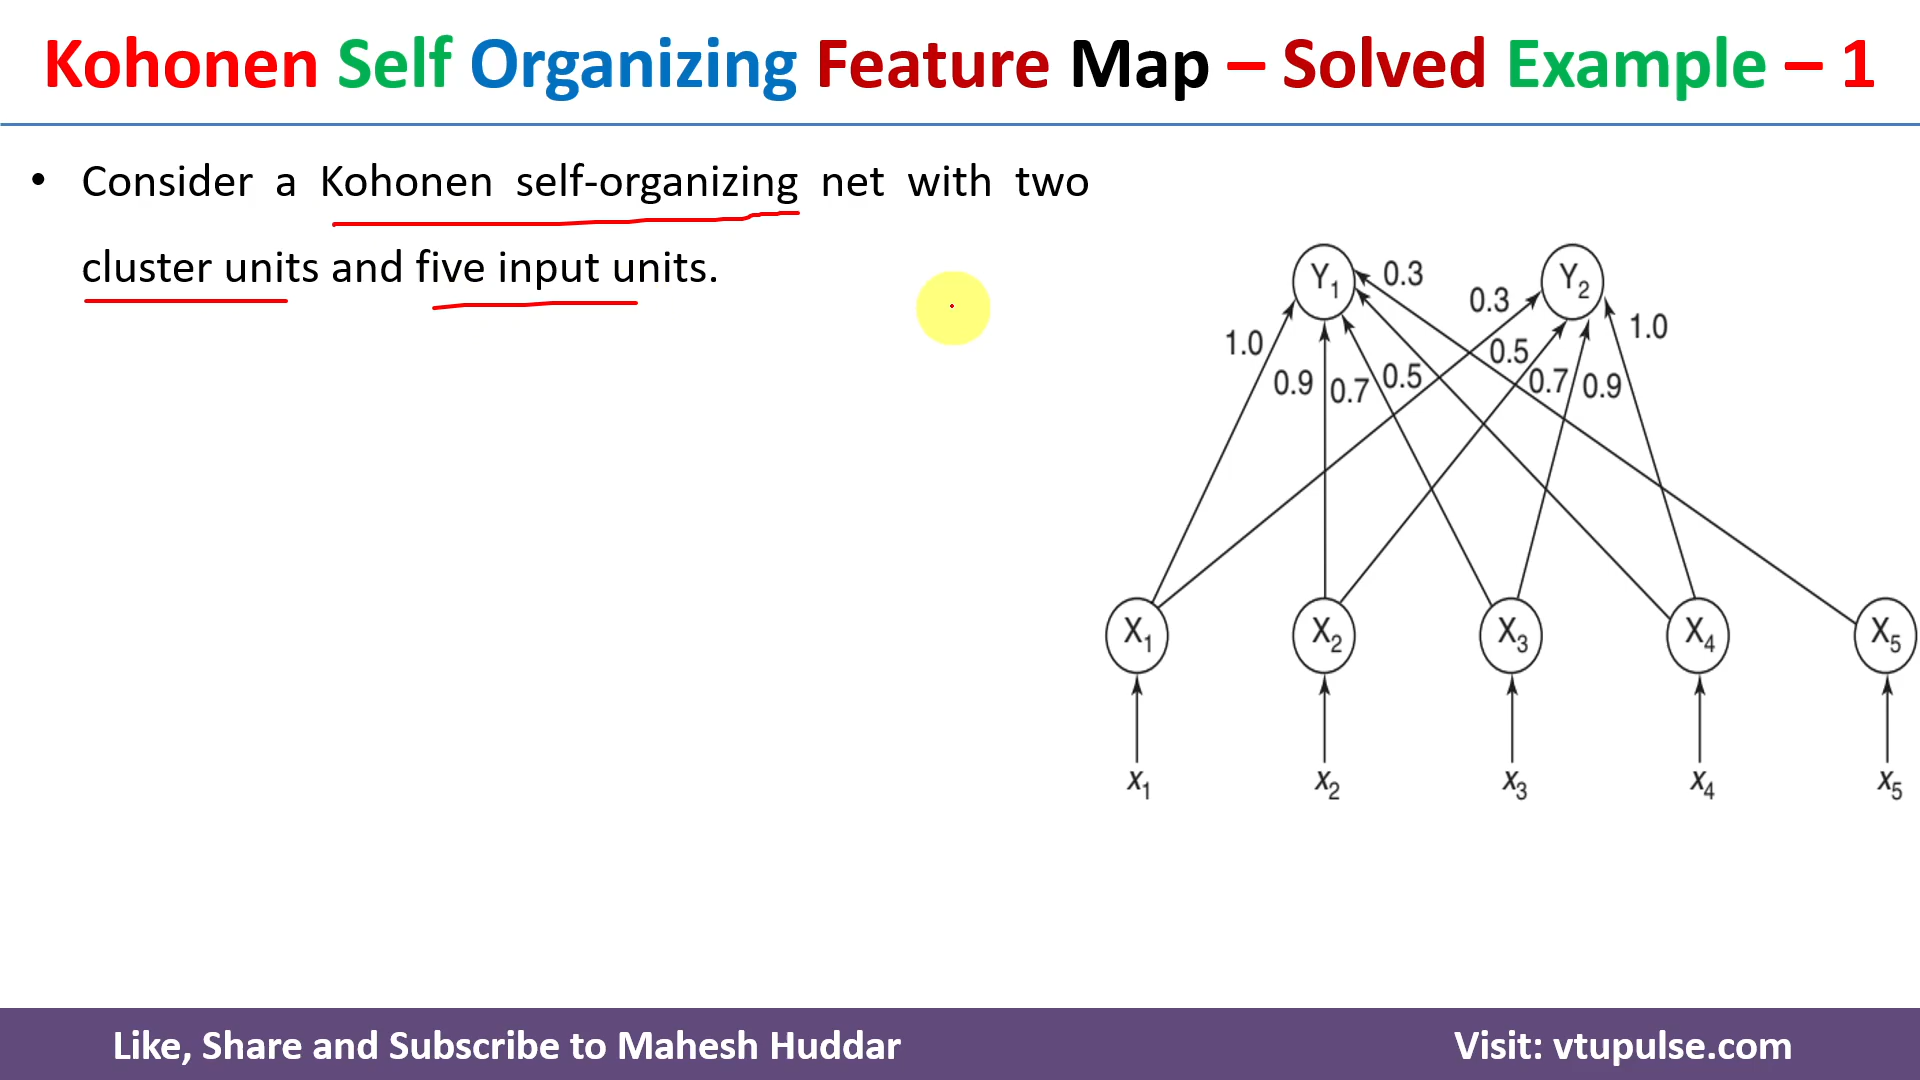 Kohonen Self Organizing Feature Map – Solved Example – 1
• Consider a Kohonen self-organizing net with two
cluster units and five input units.
Y1 0.3 0.3 Y2
1.0 0.9 0.7 0.5 0.5 0.7 0.9 1.0
X1 X2 X3 X4 X5
x1 x2 x3 x4 x5
Like, Share and Subscribe to Mahesh Huddar Visit: vtupulse.com